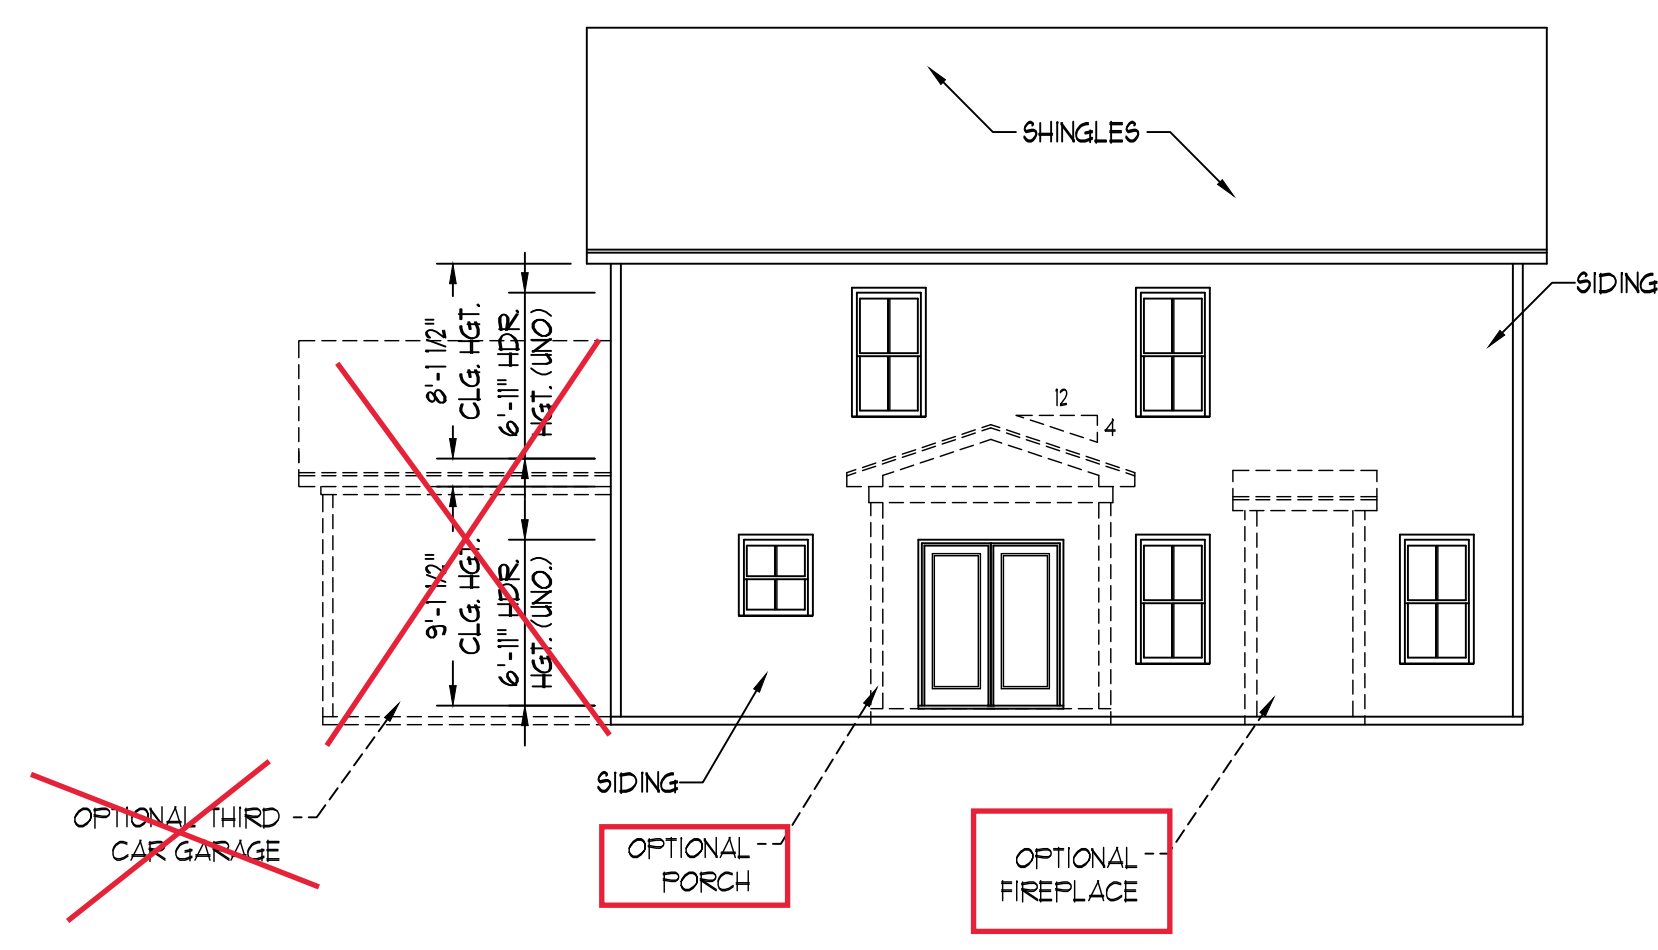 SHINGLES
SIDING
8'-1 1/2"
CLG. HGT.
6'-11" HDR.
HGT. (UNO)
12
4
9'-1 1/2"
CLG. HGT.
6'-11" HDR.
HGT. (UNO.)
SIDING
OPTIONAL THIRD
CAR GARAGE
OPTIONAL
PORCH
OPTIONAL
FIREPLACE